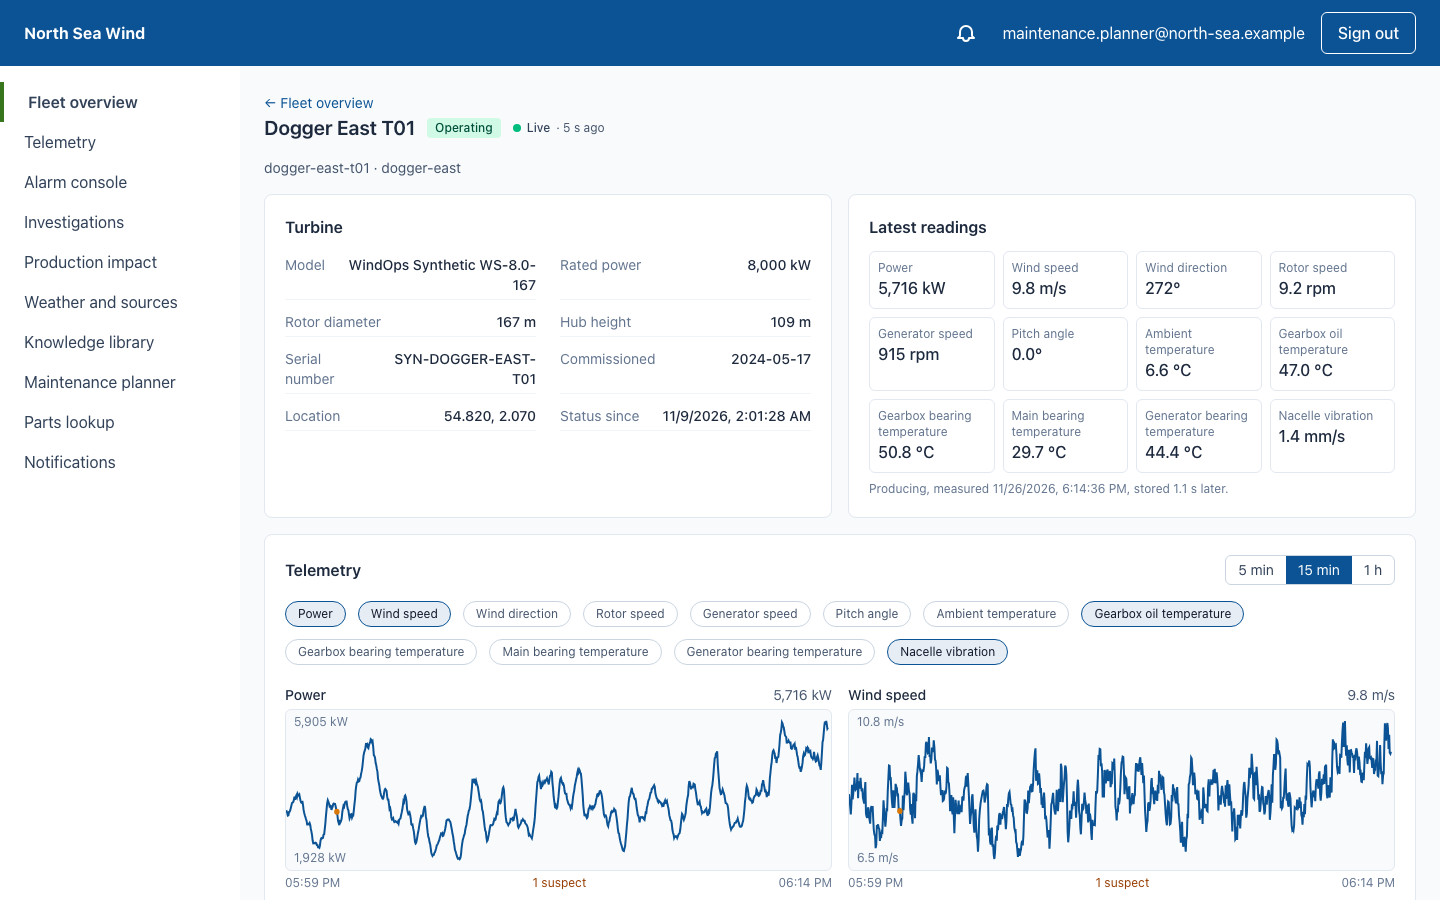 North Sea Wind
maintenance.planner@north-sea.example
Sign out
Fleet overview
Telemetry
Alarm console
Investigations
Production impact
Weather and sources
Knowledge library
Maintenance planner
Parts lookup
Notifications
← Fleet overview
Dogger East T01
Operating
Live · 5 s ago
dogger-east-t01 · dogger-east
Turbine
Model
WindOps Synthetic WS-8.0-
167
Rated power
8,000 kW
Rotor diameter
167 m
Hub height
109 m
Serial
number
SYN-DOGGER-EAST-
T01
Commissioned
2024-05-17
Location
54.820, 2.070
Status since
11/9/2026, 2:01:28 AM
Latest readings
Power
5,716 kW
Wind speed
9.8 m/s
Wind direction
272°
Rotor speed
9.2 rpm
Generator speed
915 rpm
Pitch angle
0.0°
Ambient
temperature
6.6 °C
Gearbox oil
temperature
47.0 °C
Gearbox bearing
temperature
50.8 °C
Main bearing
temperature
29.7 °C
Generator bearing
temperature
44.4 °C
Nacelle vibration
1.4 mm/s
Producing, measured 11/26/2026, 6:14:36 PM, stored 1.1 s later.
Telemetry
5 min
15 min
1 h
Power
Wind speed
Wind direction
Rotor speed
Generator speed
Pitch angle
Ambient temperature
Gearbox oil temperature
Gearbox bearing temperature
Main bearing temperature
Generator bearing temperature
Nacelle vibration
Power
5,716 kW
5,905 kW
1,928 kW
05:59 PM
1 suspect
06:14 PM
Wind speed
9.8 m/s
10.8 m/s
6.5 m/s
05:59 PM
1 suspect
06:14 PM